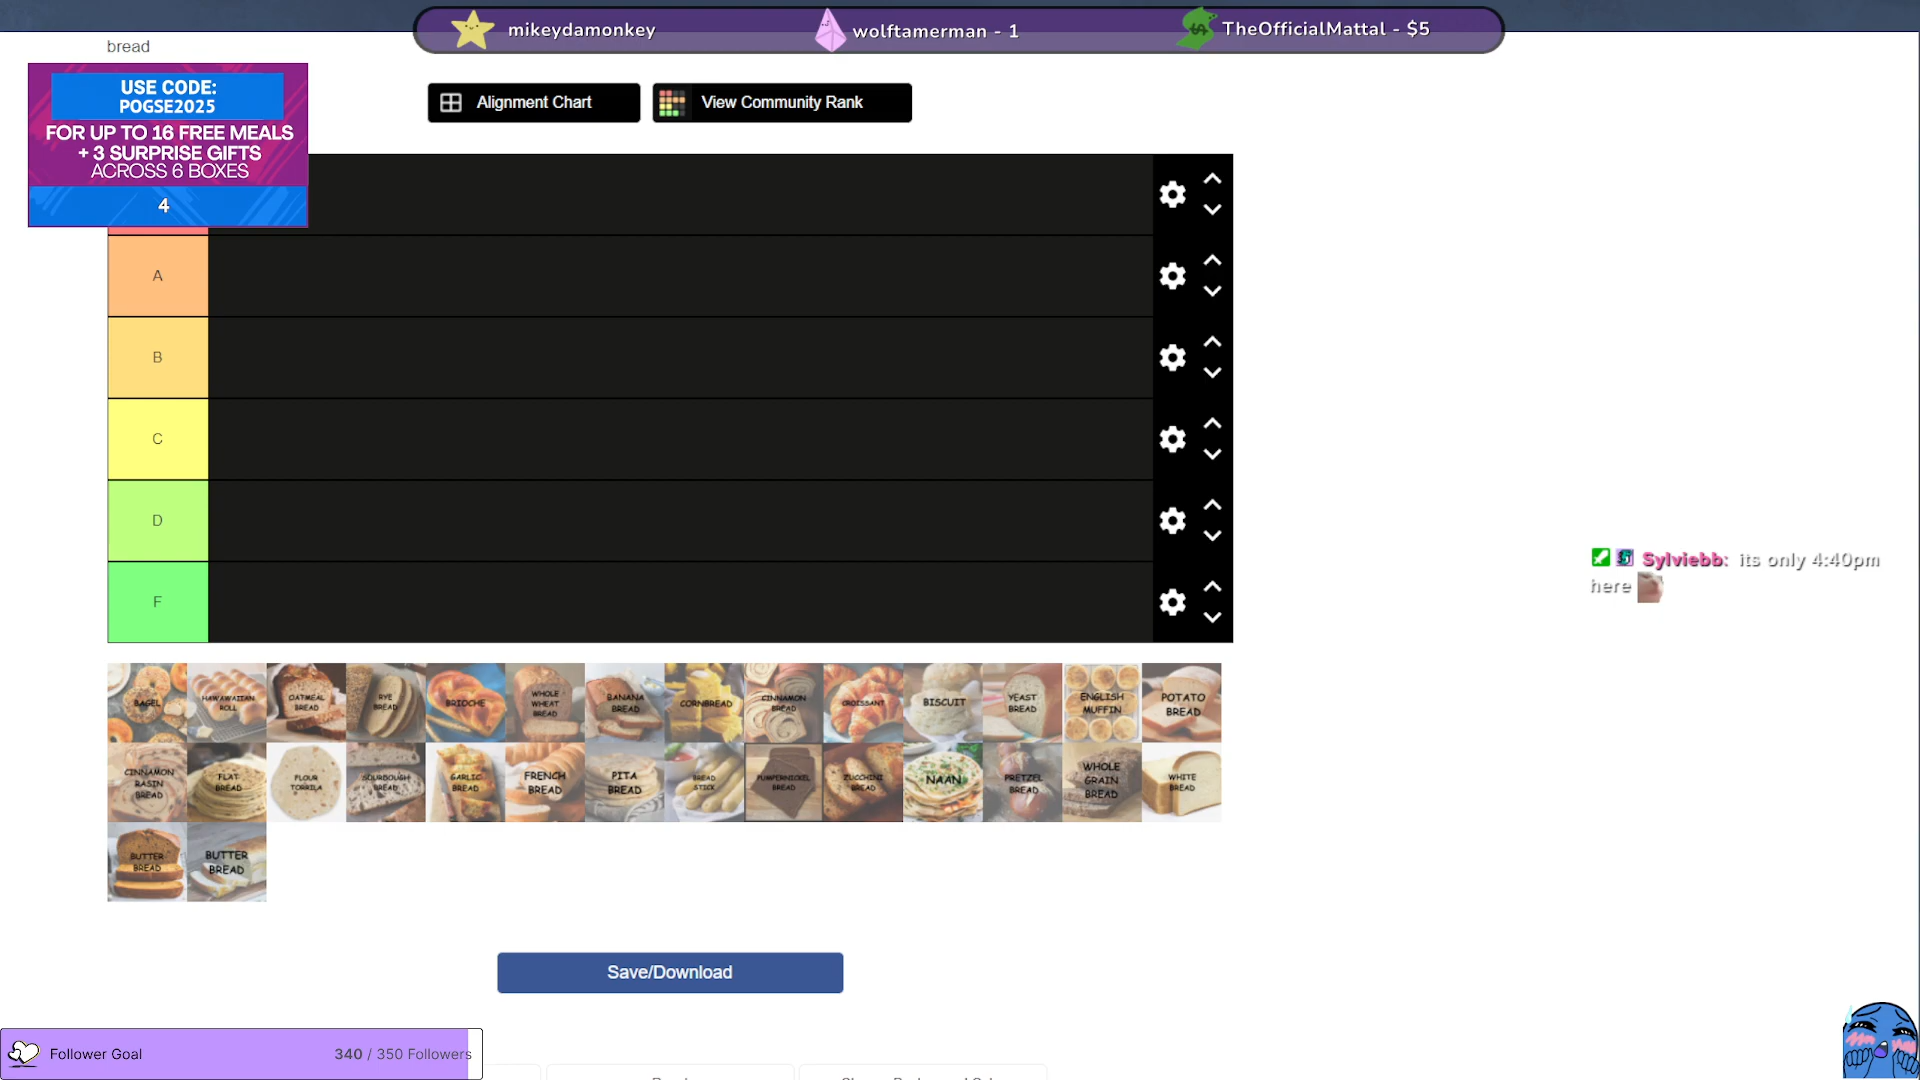 mikeydamonkey
wolftamerman - 1
TheOfficialMattal - $5
bread
USE CODE:
POGSE2025
FOR UP TO 16 FREE MEALS
+ 3 SURPRISE GIFTS
ACROSS 6 BOXES
4
Alignment Chart
View Community Rank
A
B
C
D
F
Sylviebb: its only 4:40pm
here
BAGEL
HAWAWAIIAN
ROLL
OATMEAL
BREAD
RYE
BREAD
BRIOCHE
WHOLE
WHEAT
BREAD
BANANA
BREAD
CORNBREAD
CINNAMON
BREAD
CROISSANT
BISCUIT
YEAST
BREAD
ENGLISH
MUFFIN
POTATO
BREAD
CINNAMON
RASIN
BREAD
FLAT
BREAD
FLOUR
TORRILA
SOURDOUGH
BREAD
GARLIC
BREAD
FRENCH
BREAD
PITA
BREAD
BREAD
STICK
PUMPERNICKEL
BREAD
ZUCCHINI
BREAD
NAAN
PRETZEL
BREAD
WHOLE
GRAIN
BREAD
WHITE
BREAD
BUTTER
BREAD
BUTTER
BREAD
Save/Download
Follower Goal
340 / 350 Followers